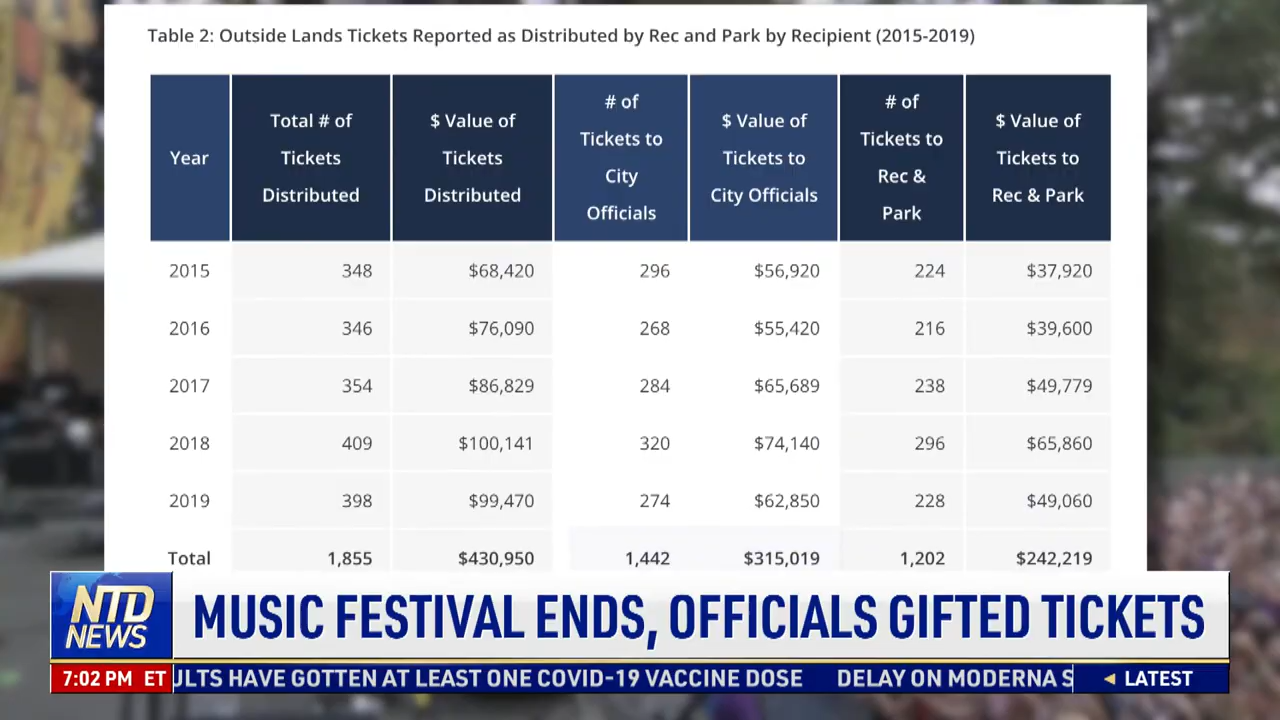 Table 2: Outside Lands Tickets Reported as Distributed by Rec and Park by Recipient (2015-2019)
Year
Total # of
Tickets
Distributed
$ Value of
Tickets
Distributed
# of
Tickets to
City
Officials
$ Value of
Tickets to
City Officials
# of
Tickets to
Rec &
Park
$ Value of
Tickets to
Rec & Park
2015 348 $68,420 296 $56,920 224 $37,920
2016 346 $76,090 268 $55,420 216 $39,600
2017 354 $86,829 284 $65,689 238 $49,779
2018 409 $100,141 320 $74,140 296 $65,860
2019 398 $99,470 274 $62,850 228 $49,060
Total 1,855 $430,950 1,442 $315,019 1,202 $242,219
NTD
NEWS
MUSIC FESTIVAL ENDS, OFFICIALS GIFTED TICKETS
7:02 PM ET ULTS HAVE GOTTEN AT LEAST ONE COVID-19 VACCINE DOSE DELAY ON MODERNA S LATEST